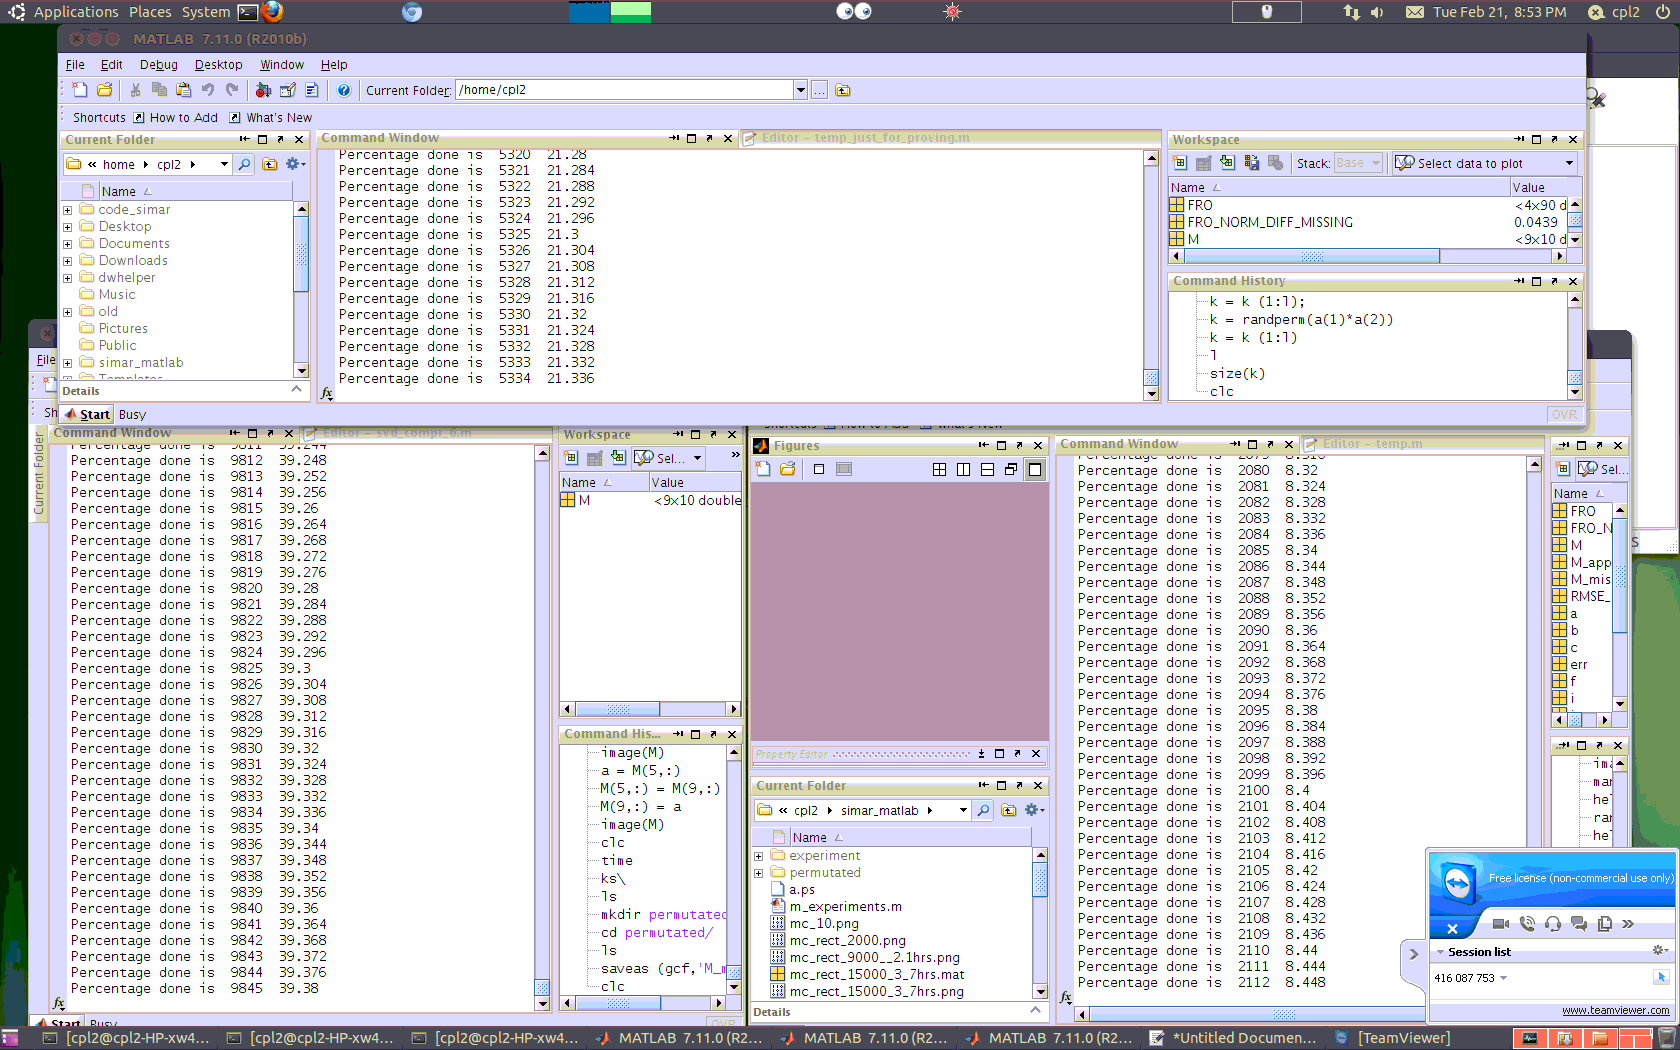 Applications Places System
Tue Feb 21, 8:53 PM cpl2
MATLAB 7.11.0 (R2010b)
File Edit Debug Desktop Window Help
Current Folder: /home/cpl2
Shortcuts How to Add What's New
Current Folder
« home cpl2
Name
code_simar
Desktop
Documents
Downloads
dwhelper
Music
old
Pictures
Public
simar_matlab
Templates
Details
Start Busy
Command Window
Editor – temp_just_for_proving.m
Percentage done is 5320 21.28
Percentage done is 5321 21.284
Percentage done is 5322 21.288
Percentage done is 5323 21.292
Percentage done is 5324 21.296
Percentage done is 5325 21.3
Percentage done is 5326 21.304
Percentage done is 5327 21.308
Percentage done is 5328 21.312
Percentage done is 5329 21.316
Percentage done is 5330 21.32
Percentage done is 5331 21.324
Percentage done is 5332 21.328
Percentage done is 5333 21.332
Percentage done is 5334 21.336
fx
Workspace
Stack: Base Select data to plot
Name Value
FRO <4x90 d
FRO_NORM_DIFF_MISSING 0.0439
M <9x10 d
Command History
k = k (1:l);
k = randperm(a(1)*a(2))
k = k (1:l)
l
size(k)
clc
OVR
File
Sh
Current Folder
Command Window
Editor – svd_compr_6.m
Percentage done is 9811 39.244
Percentage done is 9812 39.248
Percentage done is 9813 39.252
Percentage done is 9814 39.256
Percentage done is 9815 39.26
Percentage done is 9816 39.264
Percentage done is 9817 39.268
Percentage done is 9818 39.272
Percentage done is 9819 39.276
Percentage done is 9820 39.28
Percentage done is 9821 39.284
Percentage done is 9822 39.288
Percentage done is 9823 39.292
Percentage done is 9824 39.296
Percentage done is 9825 39.3
Percentage done is 9826 39.304
Percentage done is 9827 39.308
Percentage done is 9828 39.312
Percentage done is 9829 39.316
Percentage done is 9830 39.32
Percentage done is 9831 39.324
Percentage done is 9832 39.328
Percentage done is 9833 39.332
Percentage done is 9834 39.336
Percentage done is 9835 39.34
Percentage done is 9836 39.344
Percentage done is 9837 39.348
Percentage done is 9838 39.352
Percentage done is 9839 39.356
Percentage done is 9840 39.36
Percentage done is 9841 39.364
Percentage done is 9842 39.368
Percentage done is 9843 39.372
Percentage done is 9844 39.376
Percentage done is 9845 39.38
fx
Start Busy
Workspace
Sel...
Name Value
M <9x10 double
Command His...
image(M)
a = M(5,:)
M(5,:) = M(9,:)
M(9,:) = a
image(M)
clc
time
ks\
ls
mkdir permutated
cd permutated/
ls
saveas (gcf,'M_m
clc
OVR
Shortcuts How to Add What's New
Figures
Property Editor
Current Folder
« cpl2 simar_matlab
Name
experiment
permutated
a.ps
m_experiments.m
mc_10.png
mc_rect_2000.png
mc_rect_9000__2.1hrs.png
mc_rect_15000_3_7hrs.mat
mc_rect_15000_3_7hrs.png
Details
Command Window
Editor – temp.m
Percentage done is 2079 8.316
Percentage done is 2080 8.32
Percentage done is 2081 8.324
Percentage done is 2082 8.328
Percentage done is 2083 8.332
Percentage done is 2084 8.336
Percentage done is 2085 8.34
Percentage done is 2086 8.344
Percentage done is 2087 8.348
Percentage done is 2088 8.352
Percentage done is 2089 8.356
Percentage done is 2090 8.36
Percentage done is 2091 8.364
Percentage done is 2092 8.368
Percentage done is 2093 8.372
Percentage done is 2094 8.376
Percentage done is 2095 8.38
Percentage done is 2096 8.384
Percentage done is 2097 8.388
Percentage done is 2098 8.392
Percentage done is 2099 8.396
Percentage done is 2100 8.4
Percentage done is 2101 8.404
Percentage done is 2102 8.408
Percentage done is 2103 8.412
Percentage done is 2104 8.416
Percentage done is 2105 8.42
Percentage done is 2106 8.424
Percentage done is 2107 8.428
Percentage done is 2108 8.432
Percentage done is 2109 8.436
Percentage done is 2110 8.44
Percentage done is 2111 8.444
Percentage done is 2112 8.448
fx
Sel...
Name
FRO
FRO_N
M
M_app
M_mis
RMSE_
a
b
c
err
f
i
ima
mar
he
rar
he
Free license (non-commercial use only)
Session list
416 087 753
www.teamviewer.com
[cpl2@cpl2-HP-xw4... [cpl2@cpl2-HP-xw4... [cpl2@cpl2-HP-xw4... MATLAB 7.11.0 (R2... MATLAB 7.11.0 (R2... MATLAB 7.11.0 (R2... *Untitled Documen... [TeamViewer]